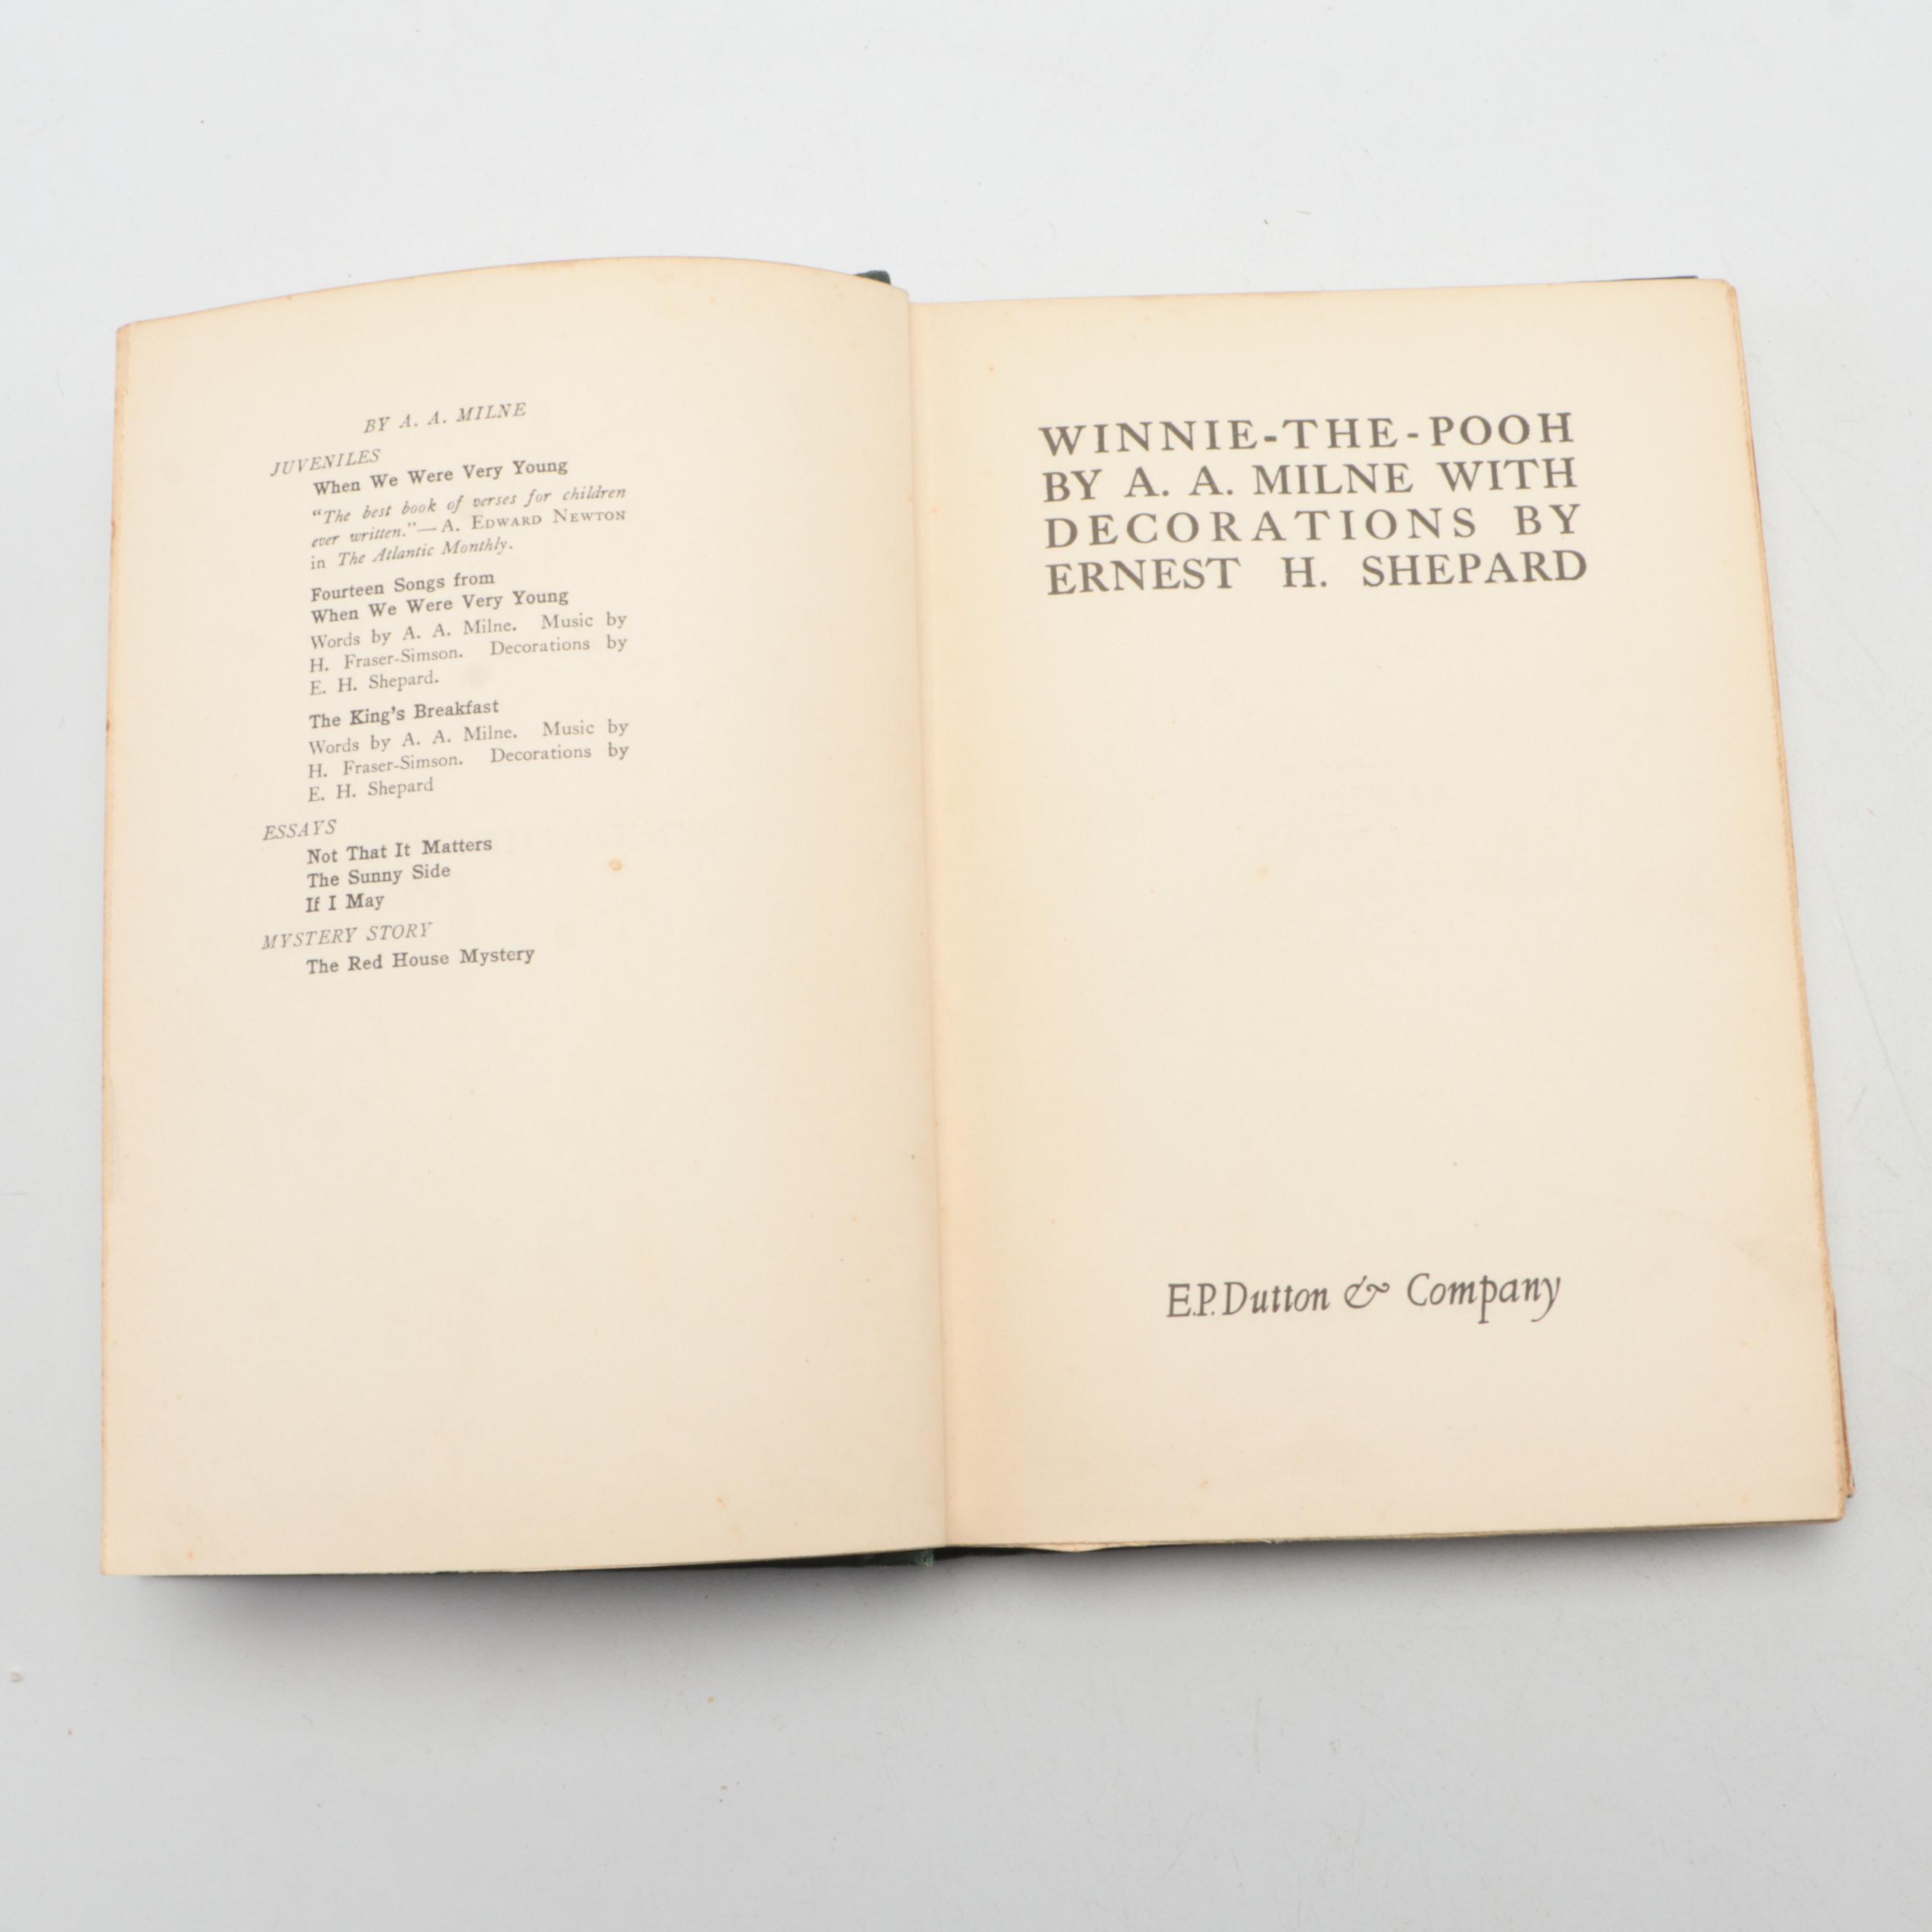 BY A. A. MILNE
JUVENILES
When We Were Very Young
"The best book of verses for children
ever written."—A. EDWARD NEWTON
in The Atlantic Monthly.
Fourteen Songs from
When We Were Very Young
Words by A. A. Milne. Music by
H. Fraser-Simson. Decorations by
E. H. Shepard.
The King's Breakfast
Words by A. A. Milne. Music by
H. Fraser-Simson. Decorations by
E. H. Shepard
ESSAYS
Not That It Matters
The Sunny Side
If I May
MYSTERY STORY
The Red House Mystery
WINNIE-THE-POOH
BY A. A. MILNE WITH
DECORATIONS BY
ERNEST H. SHEPARD
E.P. Dutton & Company